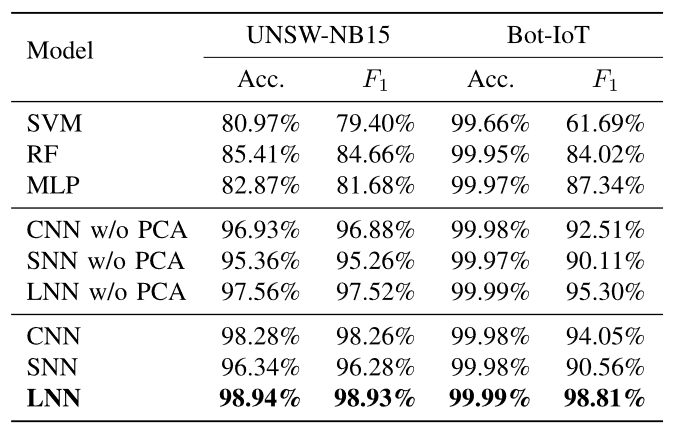 Model UNSW-NB15 Bot-IoT
Acc. F1 Acc. F1
SVM 80.97% 79.40% 99.66% 61.69%
RF 85.41% 84.66% 99.95% 84.02%
MLP 82.87% 81.68% 99.97% 87.34%
CNN w/o PCA 96.93% 96.88% 99.98% 92.51%
SNN w/o PCA 95.36% 95.26% 99.97% 90.11%
LNN w/o PCA 97.56% 97.52% 99.99% 95.30%
CNN 98.28% 98.26% 99.98% 94.05%
SNN 96.34% 96.28% 99.98% 90.56%
LNN 98.94% 98.93% 99.99% 98.81%